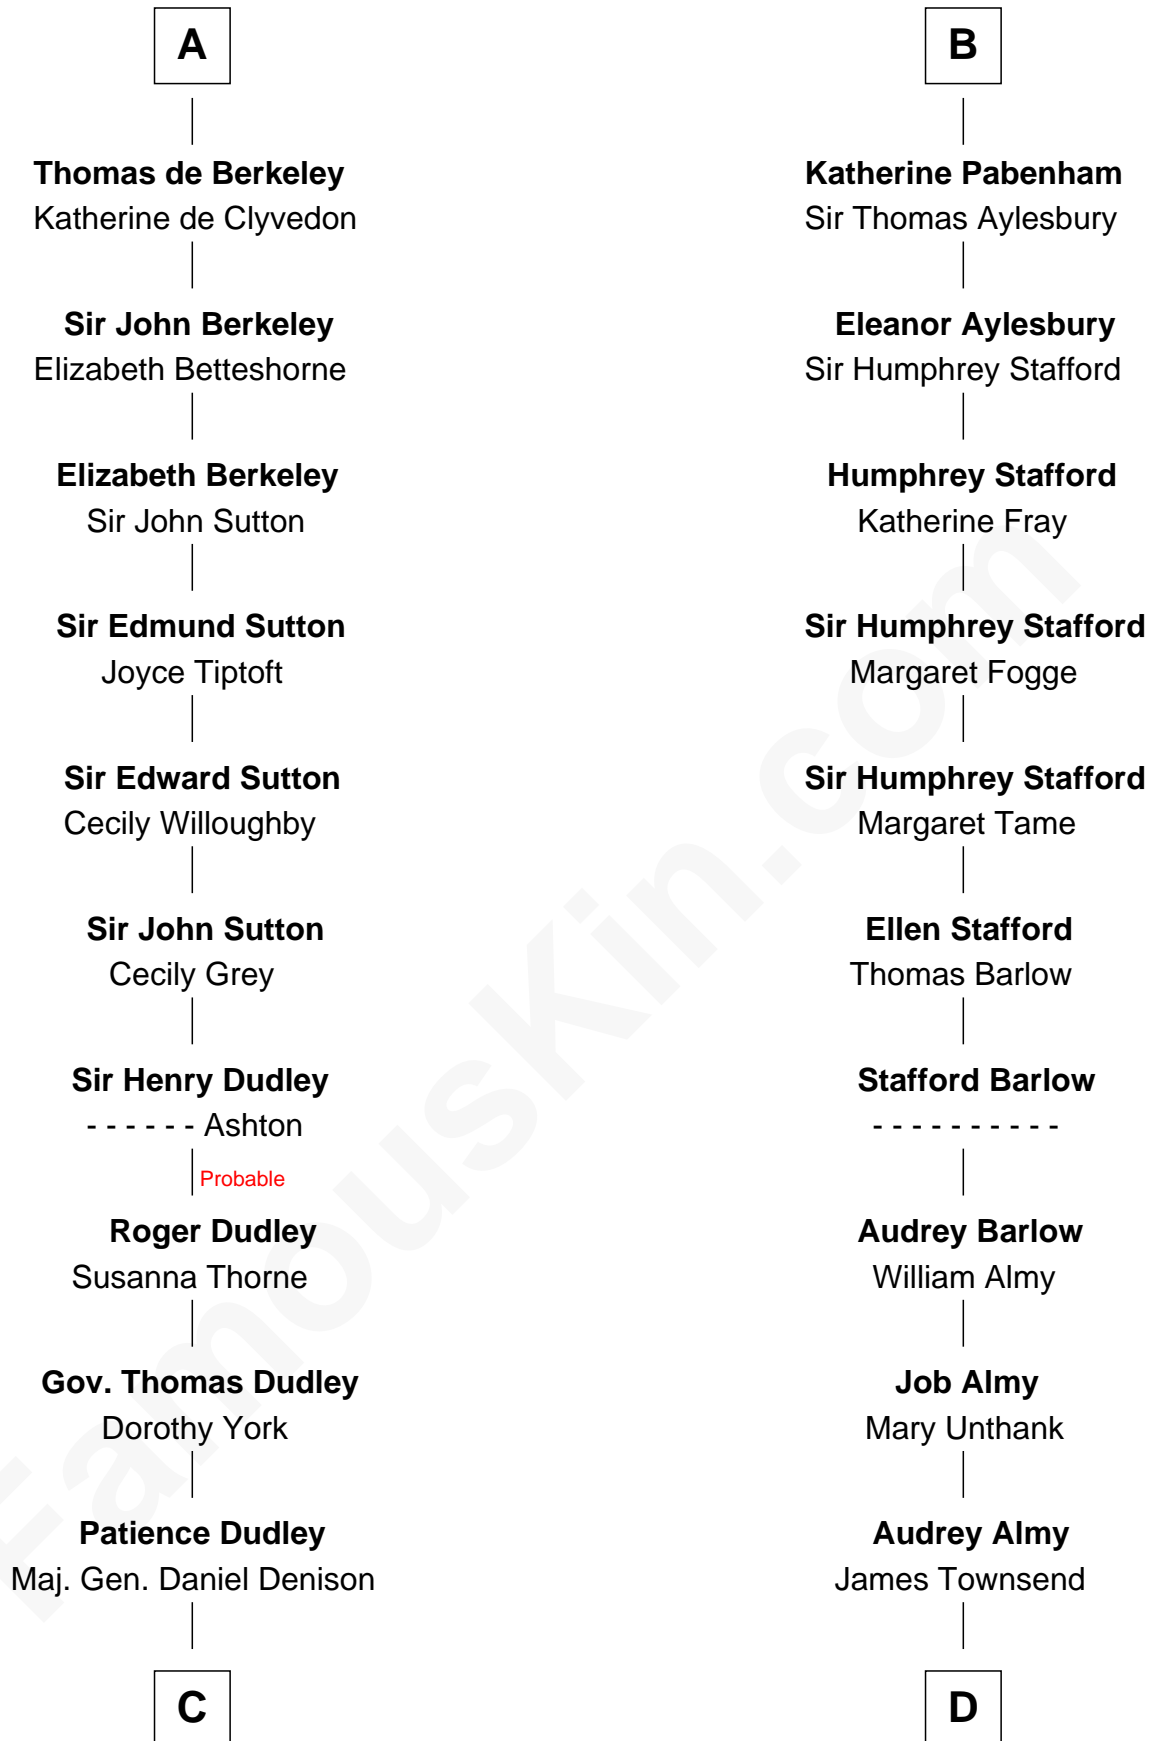 A
Thomas de Berkeley
Katherine de Clyvedon
Sir John Berkeley
Elizabeth Betteshorne
Elizabeth Berkeley
Sir John Sutton
Sir Edmund Sutton
Joyce Tiptoft
Sir Edward Sutton
Cecily Willoughby
Sir John Sutton
Cecily Grey
Sir Henry Dudley
- - - - - - Ashton
Probable
Roger Dudley
Susanna Thorne
Gov. Thomas Dudley
Dorothy York
Patience Dudley
Maj. Gen. Daniel Denison
C
B
Katherine Pabenham
Sir Thomas Aylesbury
Eleanor Aylesbury
Sir Humphrey Stafford
Humphrey Stafford
Katherine Fray
Sir Humphrey Stafford
Margaret Fogge
Sir Humphrey Stafford
Margaret Tame
Ellen Stafford
Thomas Barlow
Stafford Barlow
- - - - - - - - - -
Audrey Barlow
William Almy
Job Almy
Mary Unthank
Audrey Almy
James Townsend
D
FamousKin.com